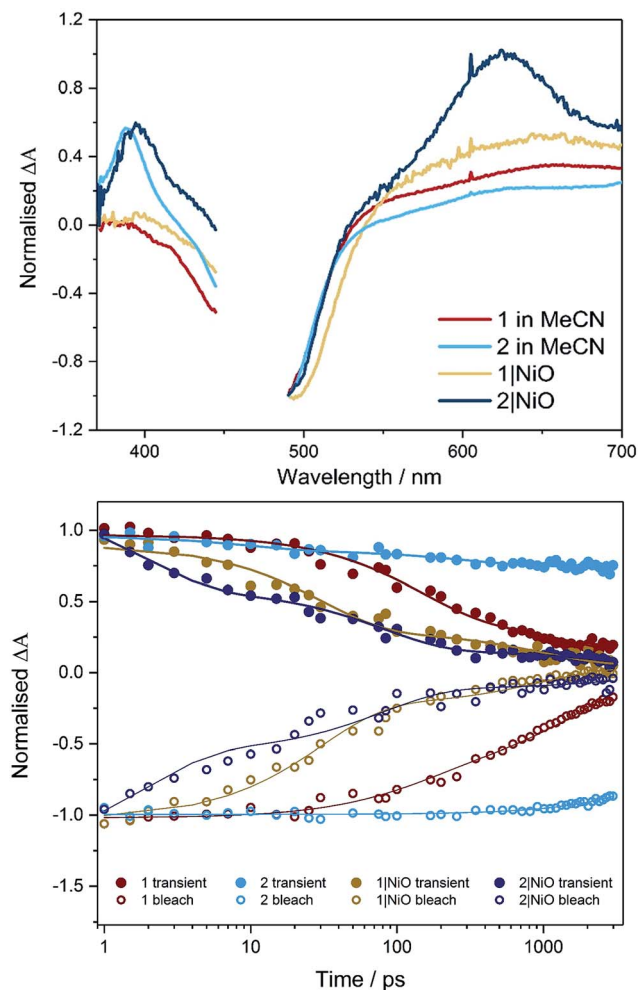 1.2
0.8
0.4
0.0
-0.4
-0.8
-1.2
Normalised ΔA
1 in MeCN
2 in MeCN
1|NiO
2|NiO
400
500
600
700
Wavelength / nm
1.0
0.5
0.0
-0.5
-1.0
-1.5
Normalised ΔA
1 transient
2 transient
1|NiO transient
2|NiO transient
1 bleach
2 bleach
1|NiO bleach
2|NiO bleach
1
10
100
1000
Time / ps